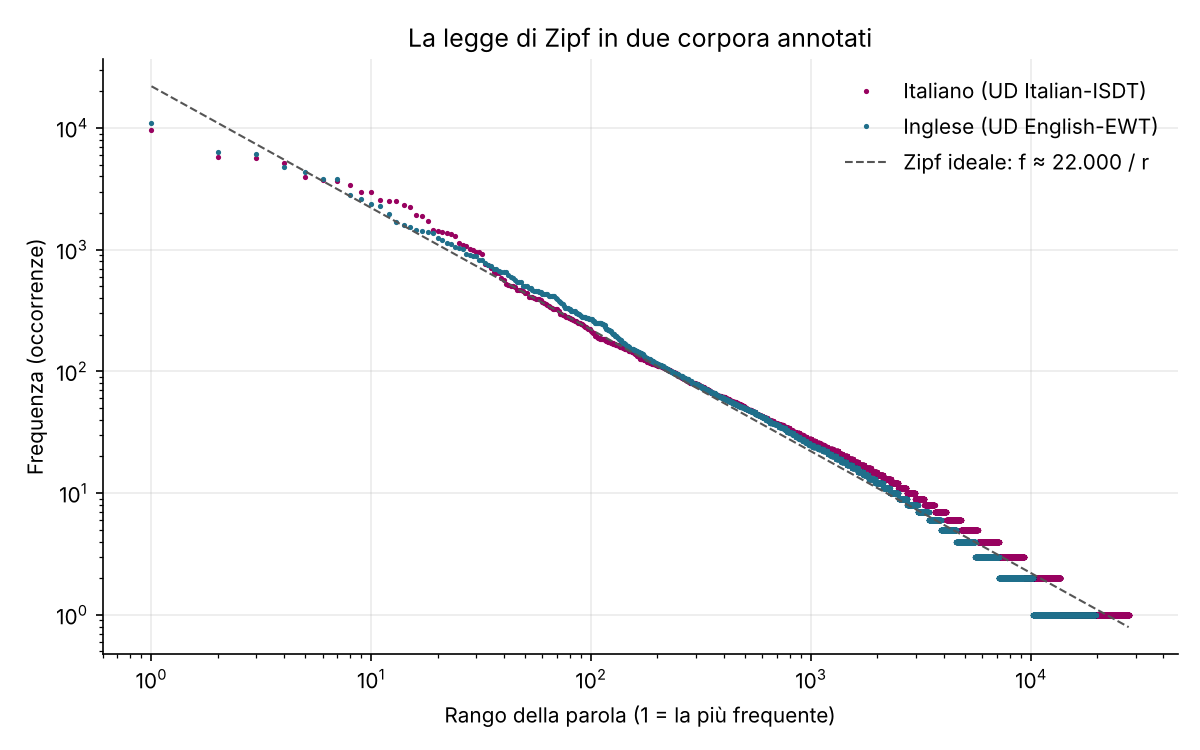 La legge di Zipf in due corpora annotati
Italiano (UD Italian-ISDT)
Inglese (UD English-EWT)
Zipf ideale: f ≈ 22.000 / r
Frequenza (occorrenze)
10⁴
10³
10²
10¹
10⁰
10⁰ 10¹ 10² 10³ 10⁴
Rango della parola (1 = la più frequente)